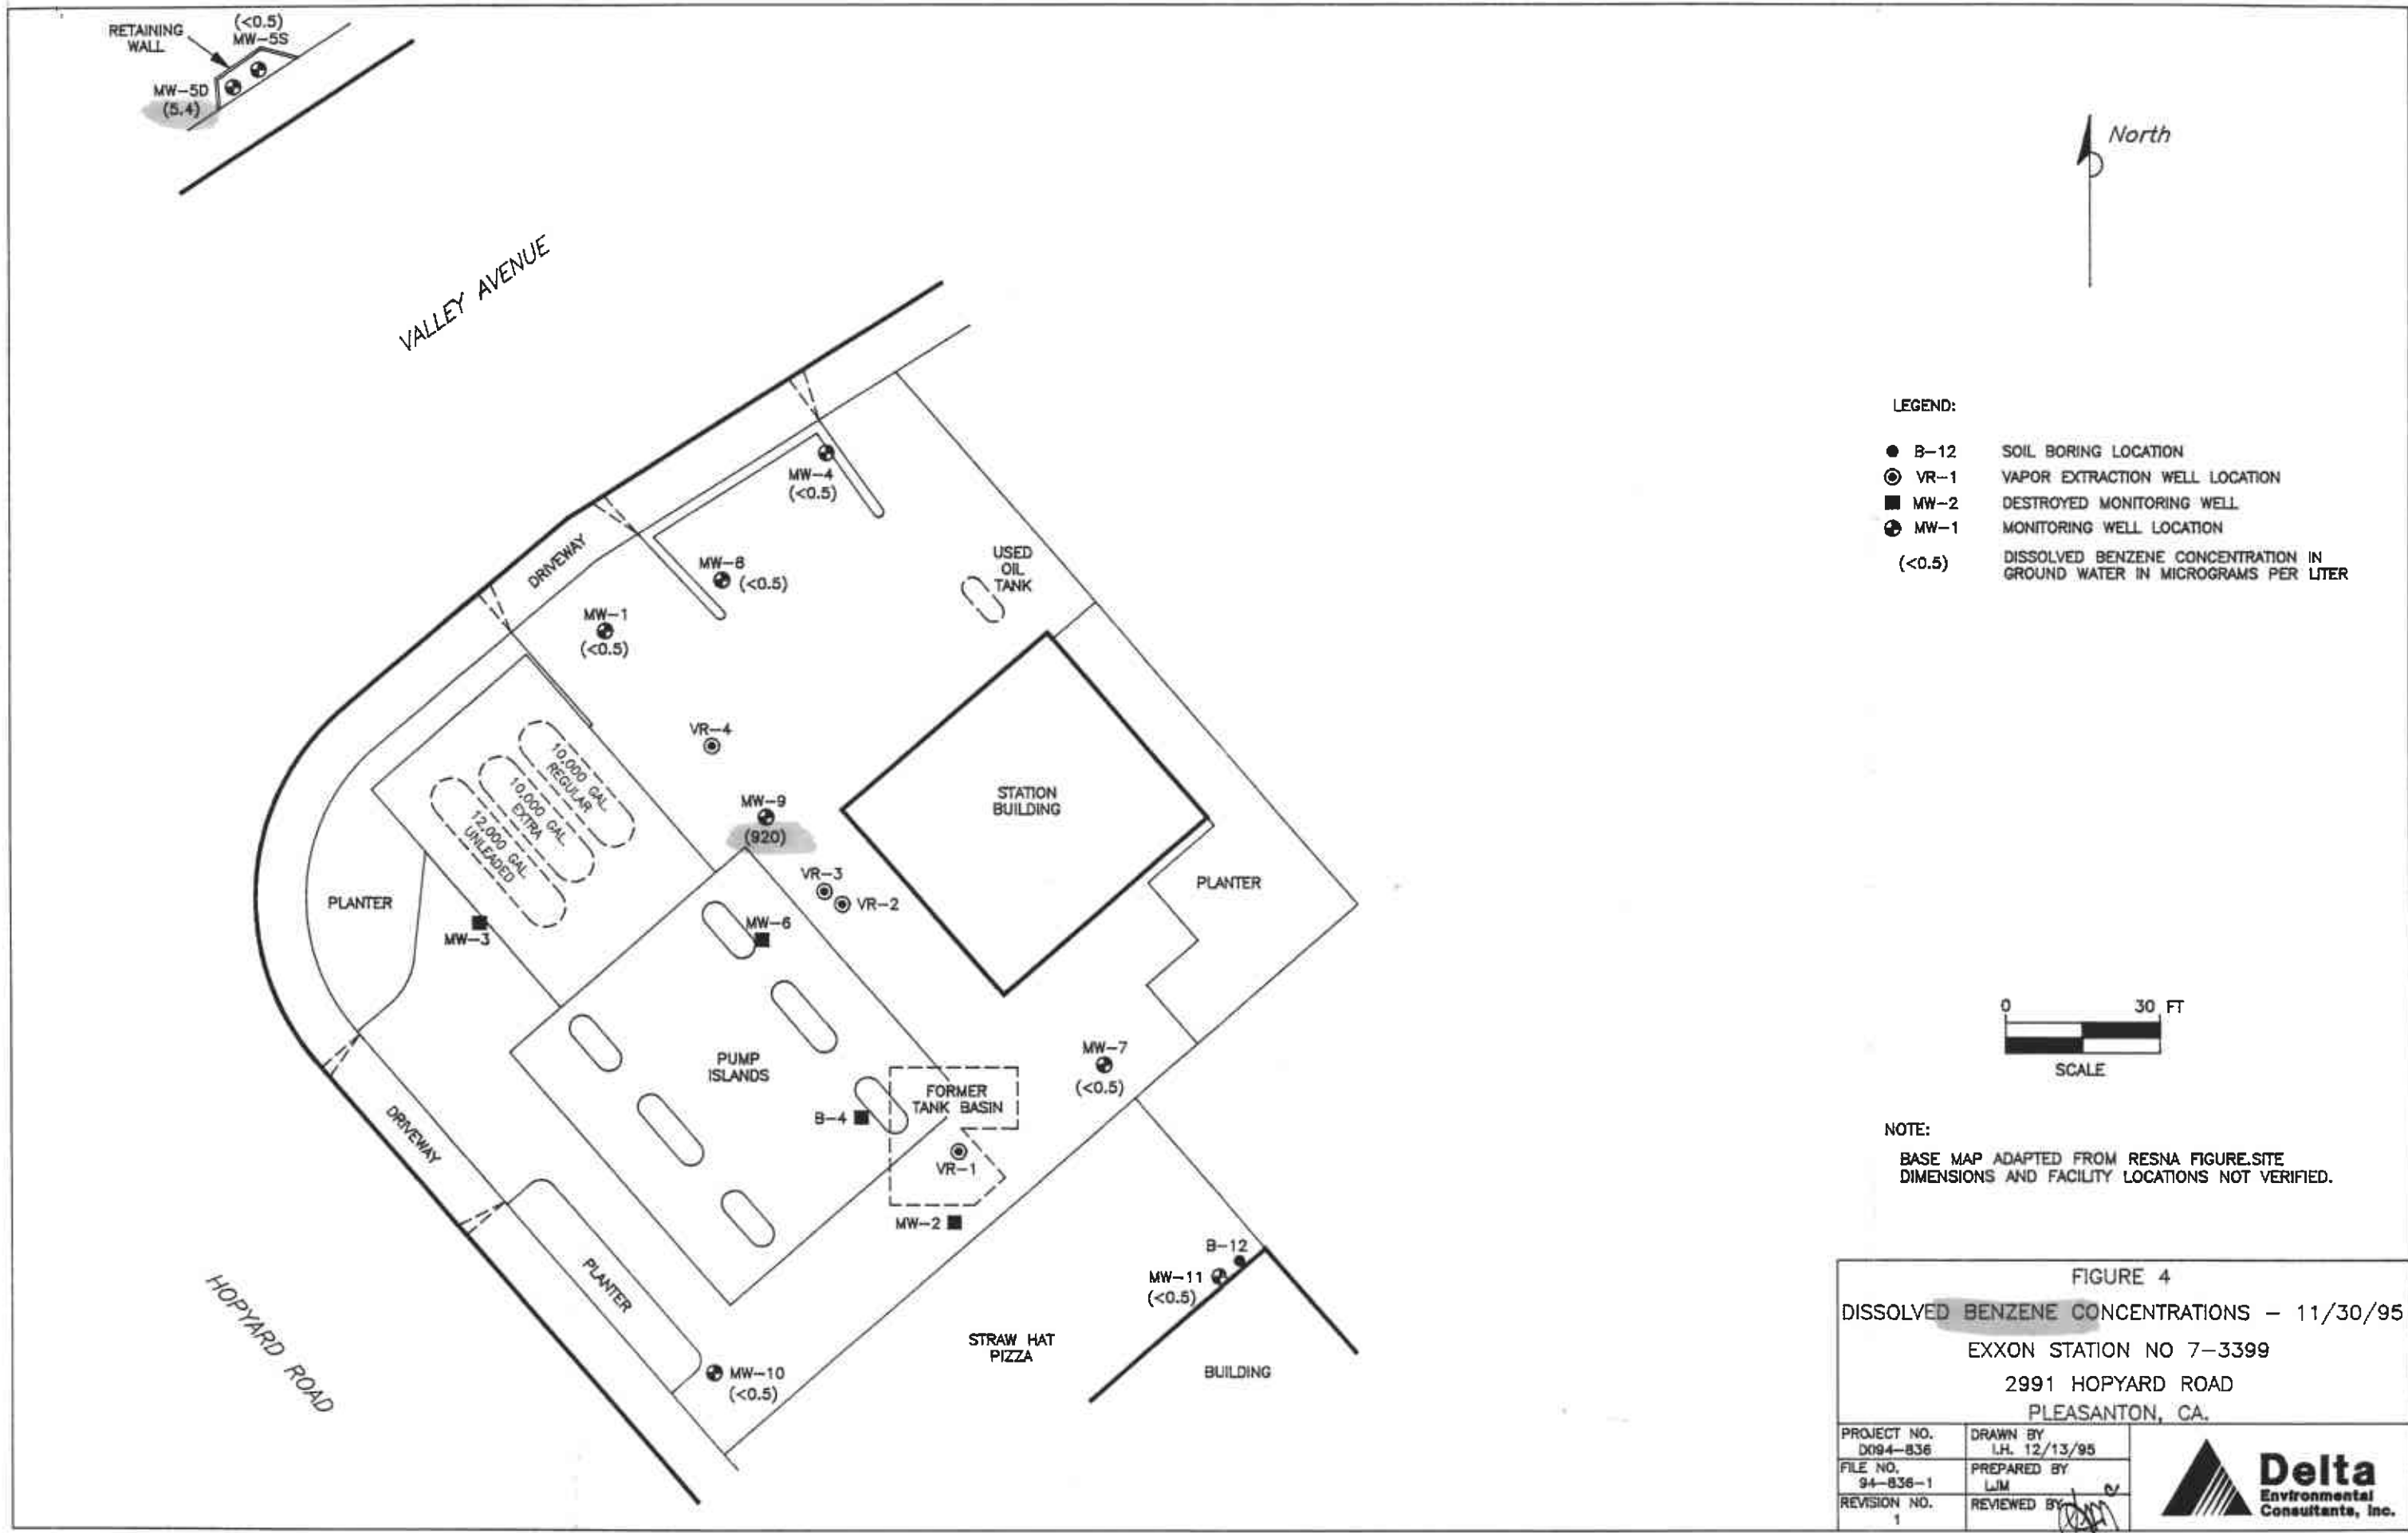 RETAINING
WALL
(<0.5)
MW-5S
MW-5D
(5.4)
North
VALLEY AVENUE
LEGEND:
B-12 SOIL BORING LOCATION
VR-1 VAPOR EXTRACTION WELL LOCATION
MW-2 DESTROYED MONITORING WELL
MW-1 MONITORING WELL LOCATION
(<0.5) DISSOLVED BENZENE CONCENTRATION IN
GROUND WATER IN MICROGRAMS PER LITER
MW-4
(<0.5)
DRIVEWAY
MW-8
(<0.5)
USED
OIL
TANK
MW-1
(<0.5)
VR-4
10,000 GAL.
REGULAR
10,000 GAL.
EXTRA
12,000 GAL.
UNLEADED
MW-9
(920)
STATION
BUILDING
VR-3
VR-2
PLANTER
PLANTER
MW-3
MW-6
0 30 FT
SCALE
PUMP
ISLANDS
MW-7
(<0.5)
FORMER
TANK BASIN
B-4
DRIVEWAY
VR-1
MW-2
NOTE:
BASE MAP ADAPTED FROM RESNA FIGURE.SITE
DIMENSIONS AND FACILITY LOCATIONS NOT VERIFIED.
B-12
MW-11
(<0.5)
PLANTER
HOPYARD ROAD
STRAW HAT
PIZZA
BUILDING
MW-10
(<0.5)
FIGURE 4
DISSOLVED BENZENE CONCENTRATIONS - 11/30/95
EXXON STATION NO 7-3399
2991 HOPYARD ROAD
PLEASANTON, CA.
PROJECT NO.
D094-836
DRAWN BY
I.H. 12/13/95
FILE NO.
94-836-1
PREPARED BY
LJM
REVISION NO.
1
REVIEWED BY
Delta
Environmental
Consultants, Inc.